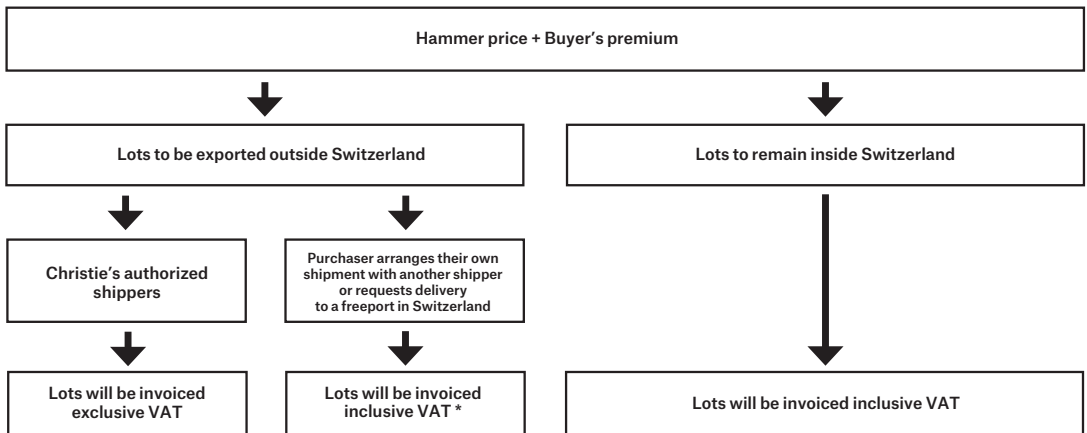 Hammer price + Buyer's premium
Lots to be exported outside Switzerland
Lots to remain inside Switzerland
Christie's authorized
shippers
Purchaser arranges their own
shipment with another shipper
or requests delivery
to a freeport in Switzerland
Lots will be invoiced
exclusive VAT
Lots will be invoiced
inclusive VAT *
Lots will be invoiced inclusive VAT